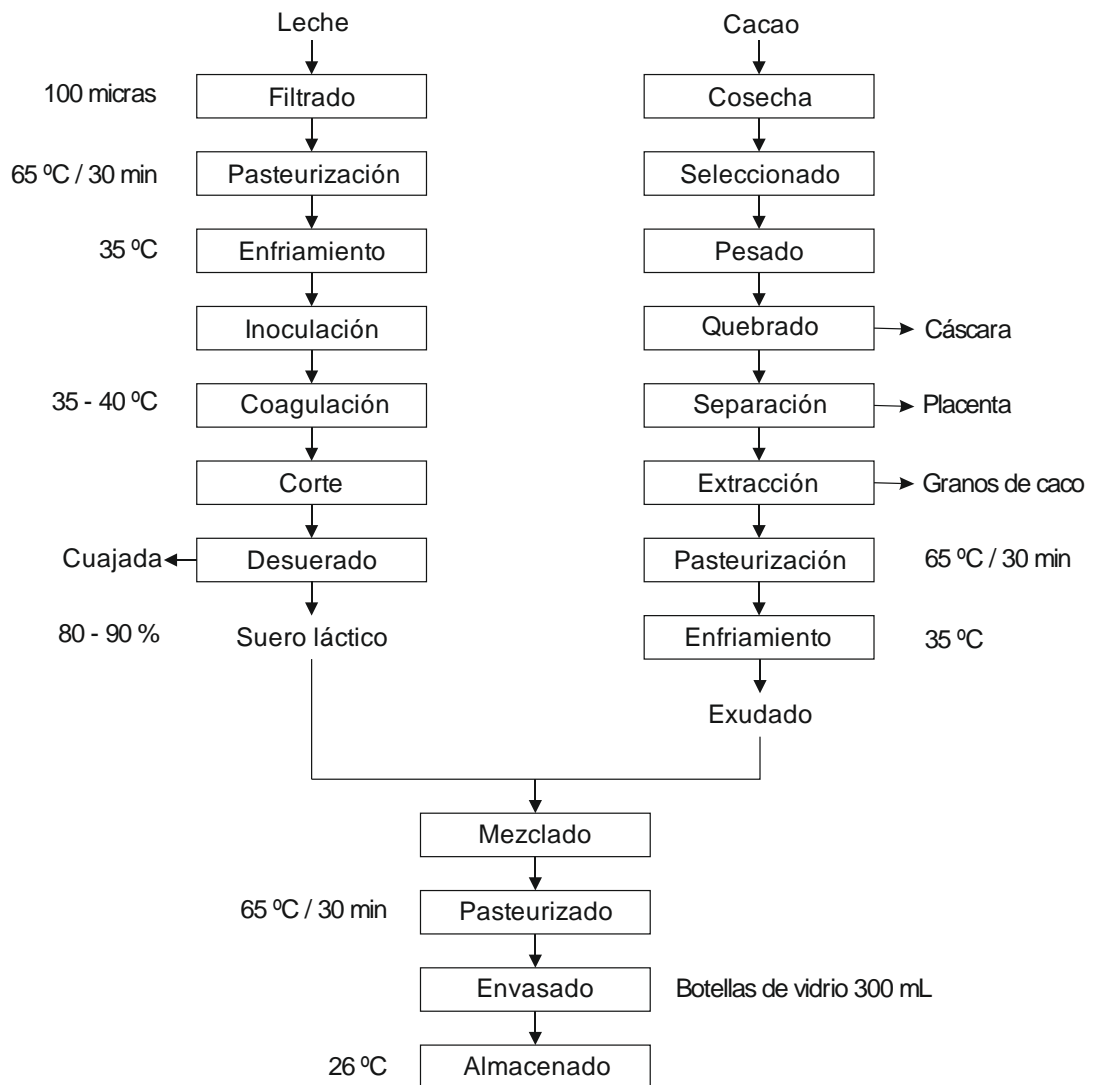 Leche
100 micras
Filtrado
65 ºC / 30 min
Pasteurización
35 ºC
Enfriamiento
Inoculación
35 - 40 ºC
Coagulación
Corte
Cuajada
Desuerado
80 - 90 %
Suero láctico
Cacao
Cosecha
Seleccionado
Pesado
Quebrado
Cáscara
Separación
Placenta
Extracción
Granos de caco
Pasteurización
65 ºC / 30 min
Enfriamiento
35 ºC
Exudado
Mezclado
65 ºC / 30 min
Pasteurizado
Envasado
Botellas de vidrio 300 mL
26 ºC
Almacenado